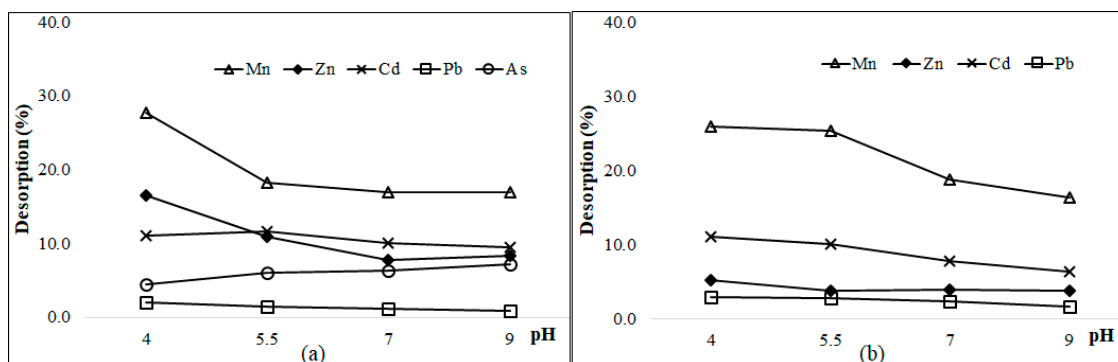 40.0
Mn Zn Cd Pb As
30.0
20.0
10.0
0.0
Desorption (%)
4 5.5 7 9 pH
(a)
40.0
Mn Zn Cd Pb
30.0
20.0
10.0
0.0
Desorption (%)
4 5.5 7 9 pH
(b)